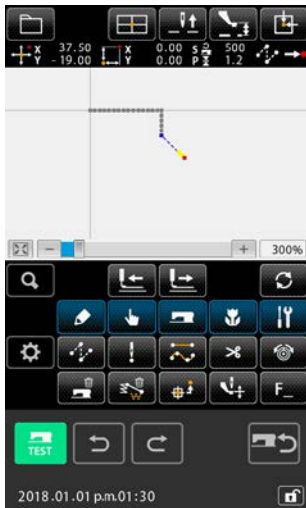 X 37.50 X 0.00 S 500
Y - 19.00 Y 0.00 P 1.2
300%
W
F_
TEST
2018.01.01 p.m.01:30